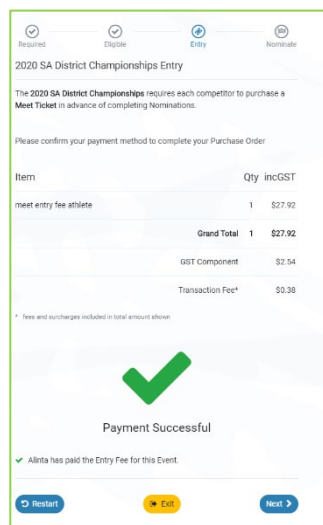 Required Eligible Entry Nominate
2020 SA District Championships Entry
The 2020 SA District Championships requires each competitor to purchase a
Meet Ticket in advance of completing Nominations.
Please confirm your payment method to complete your Purchase Order
Item Qty incGST
meet entry fee athlete 1 $27.92
Grand Total 1 $27.92
GST Component $2.54
Transaction Fee* $0.38
* fees and surcharges included in total amount shown
Payment Successful
Alinta has paid the Entry Fee for this Event.
Restart Exit Next